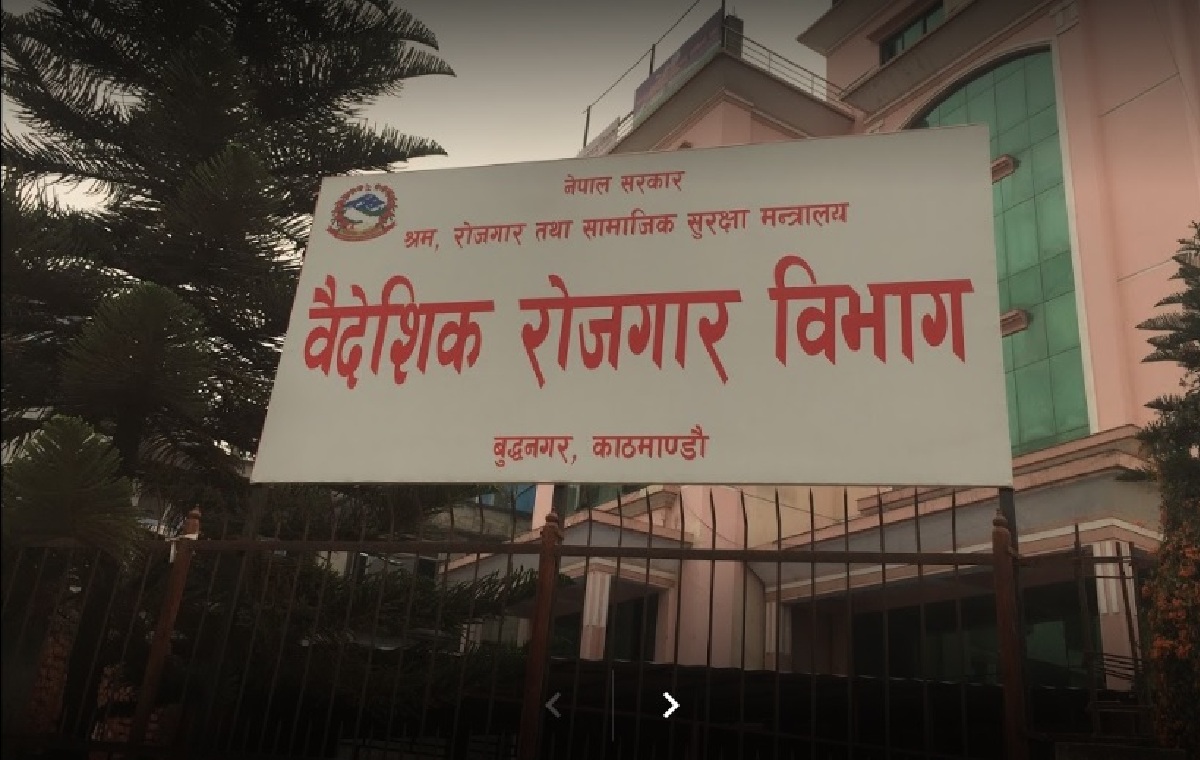 नेपाल सरकार
श्रम, रोजगार तथा सामाजिक सुरक्षा मन्त्रालय
वैदेशिक रोजगार विभाग
बुद्धनगर, काठमाण्डौ